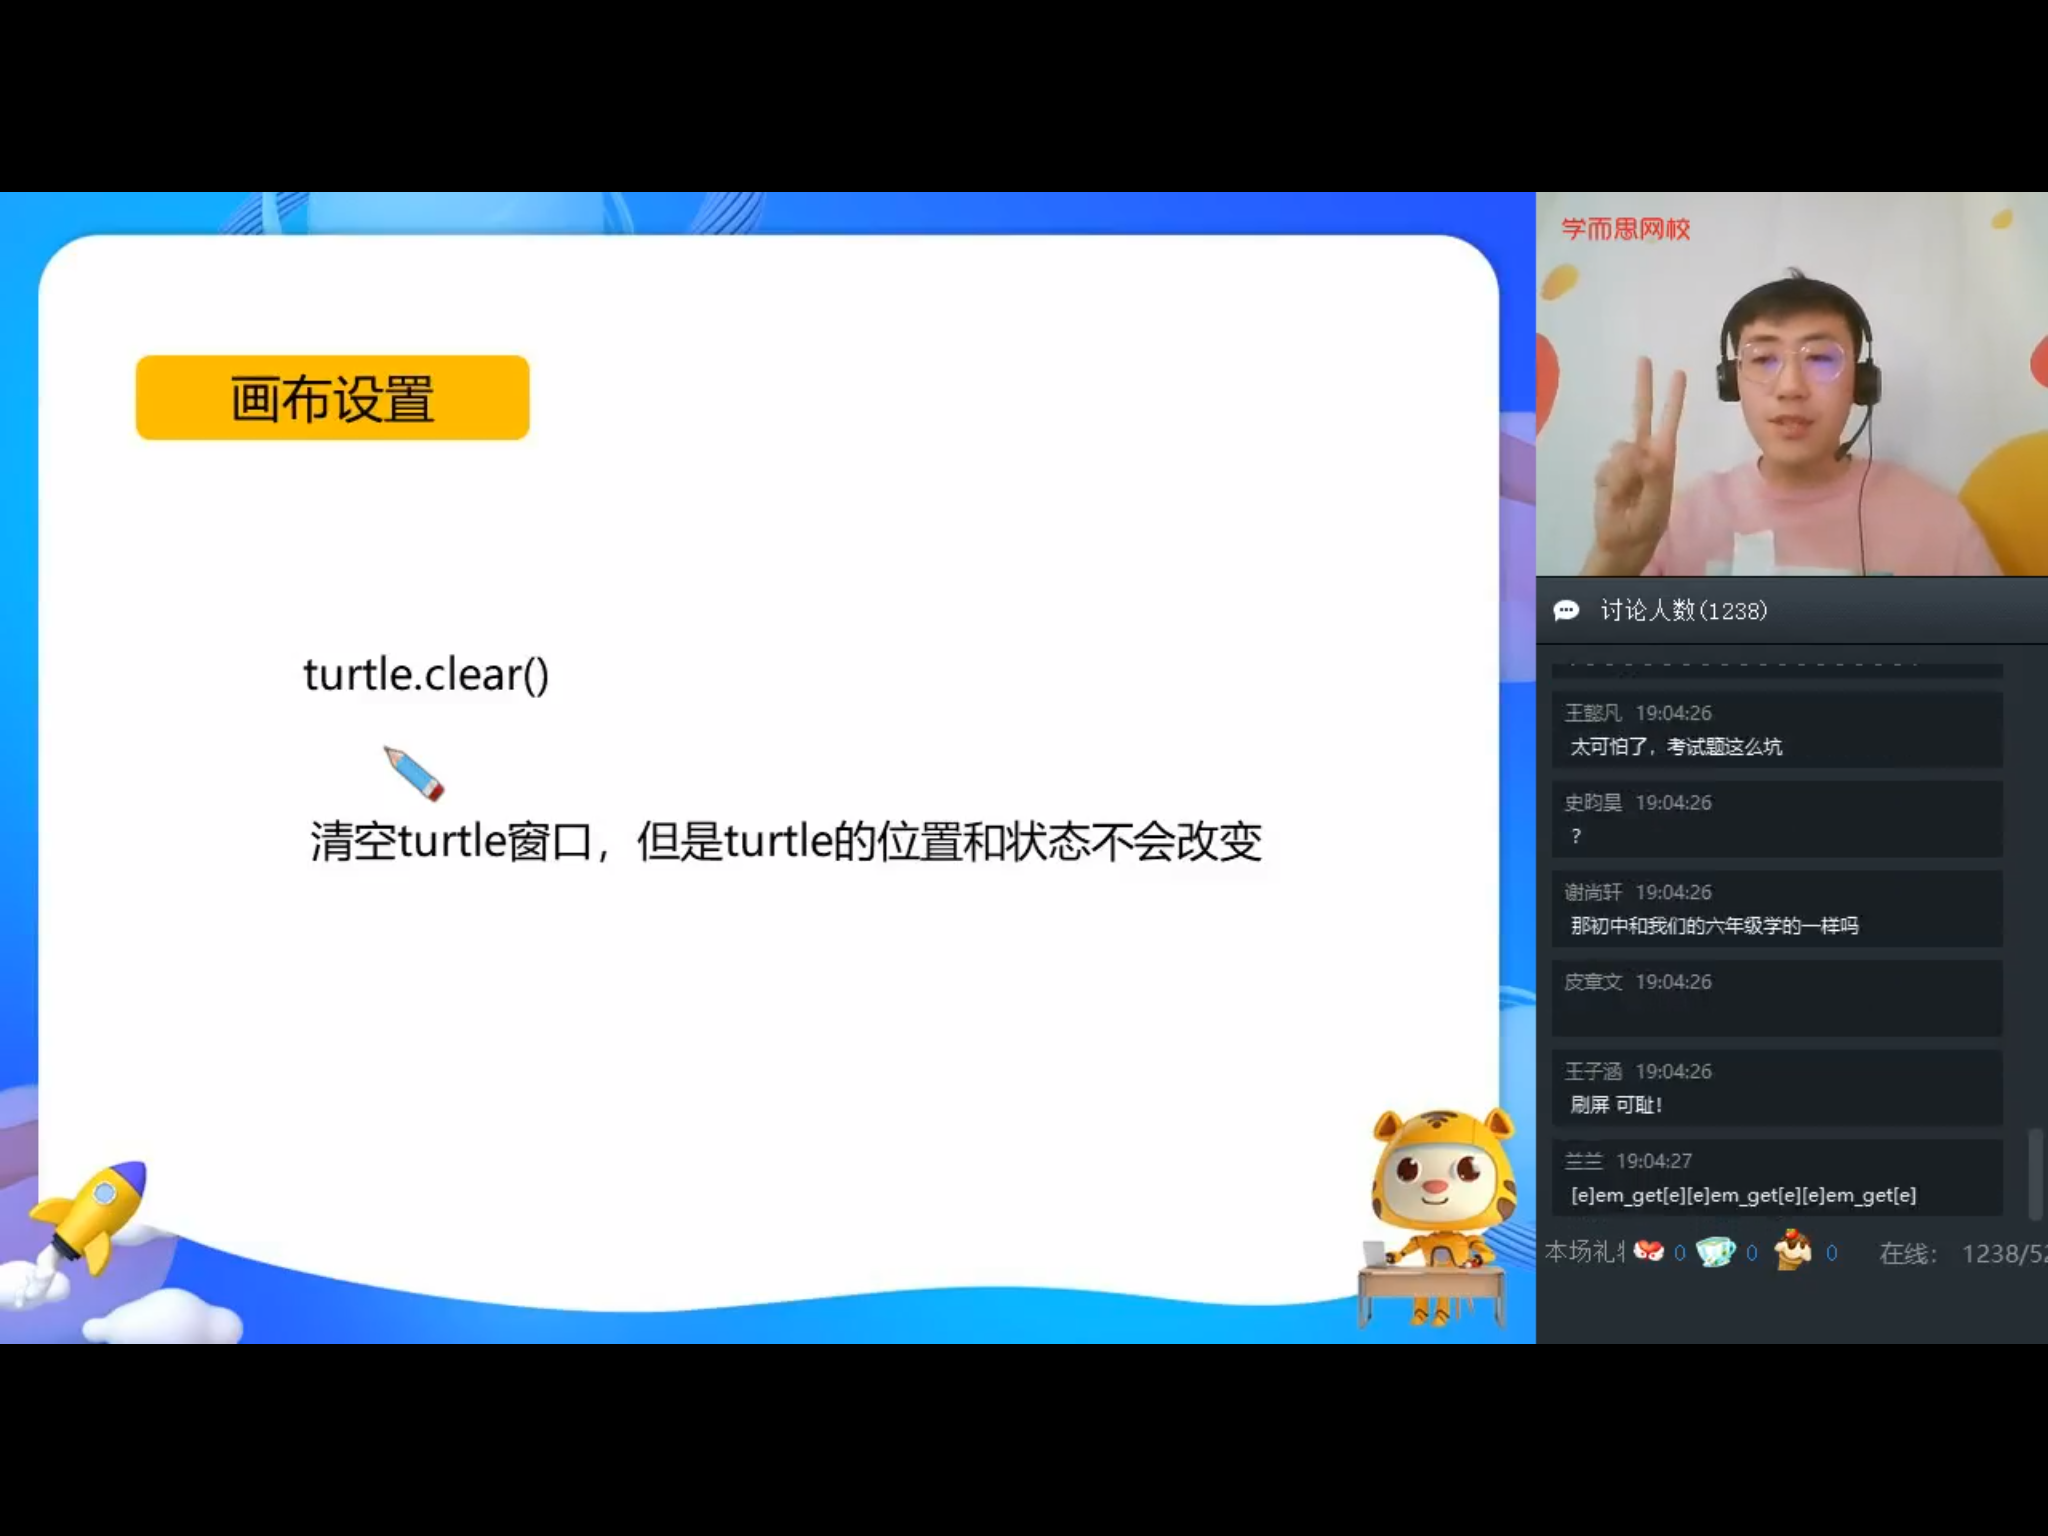 画布设置
turtle.clear()
清空turtle窗口，但是turtle的位置和状态不会改变
学而思网校
讨论人数(1238)
王懿凡 19:04:26
太可怕了，考试题这么坑
史昀昊 19:04:26
?
谢尚轩 19:04:26
那初中和我们的六年级学的一样吗
皮章文 19:04:26
王子涵 19:04:26
刷屏 可耻！
兰兰 19:04:27
[e]em_get[e][e]em_get[e][e]em_get[e]
本场礼 0 0 0 在线： 1238/52